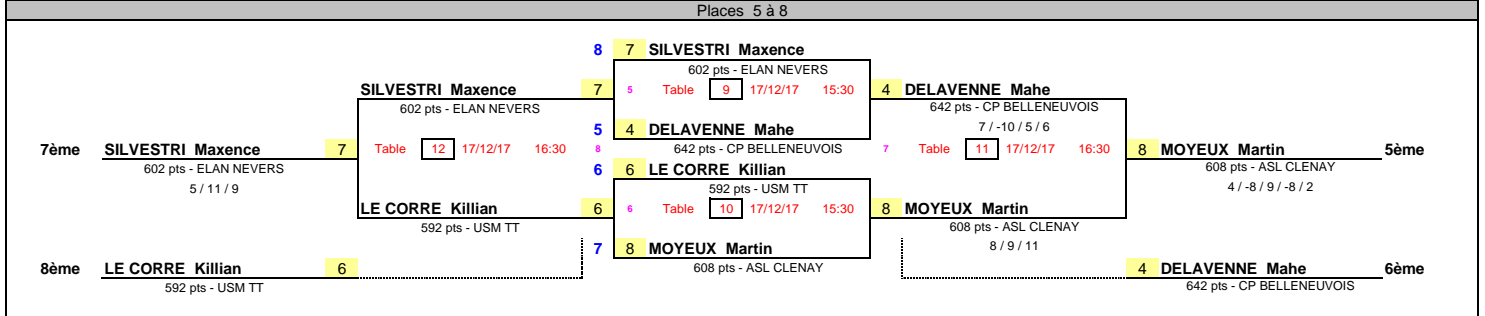 Places 5 à 8
8 7 SILVESTRI Maxence
602 pts - ELAN NEVERS
SILVESTRI Maxence 7 5 Table 9 17/12/17 15:30 4 DELAVENNE Mahe
602 pts - ELAN NEVERS 642 pts - CP BELLENEUVOIS
7 / -10 / 5 / 6
5 4 DELAVENNE Mahe
7ème SILVESTRI Maxence 7 Table 12 17/12/17 16:30 8 642 pts - CP BELLENEUVOIS 7 Table 11 17/12/17 16:30 8 MOYEUX Martin 5ème
602 pts - ELAN NEVERS 6 6 LE CORRE Killian 608 pts - ASL CLENAY
5 / 11 / 9 592 pts - USM TT 4 / -8 / 9 / -8 / 2
LE CORRE Killian 6 6 Table 10 17/12/17 15:30 8 MOYEUX Martin
592 pts - USM TT 608 pts - ASL CLENAY
7 8 MOYEUX Martin 8 / 9 / 11
8ème LE CORRE Killian 6 608 pts - ASL CLENAY 4 DELAVENNE Mahe 6ème
592 pts - USM TT 642 pts - CP BELLENEUVOIS